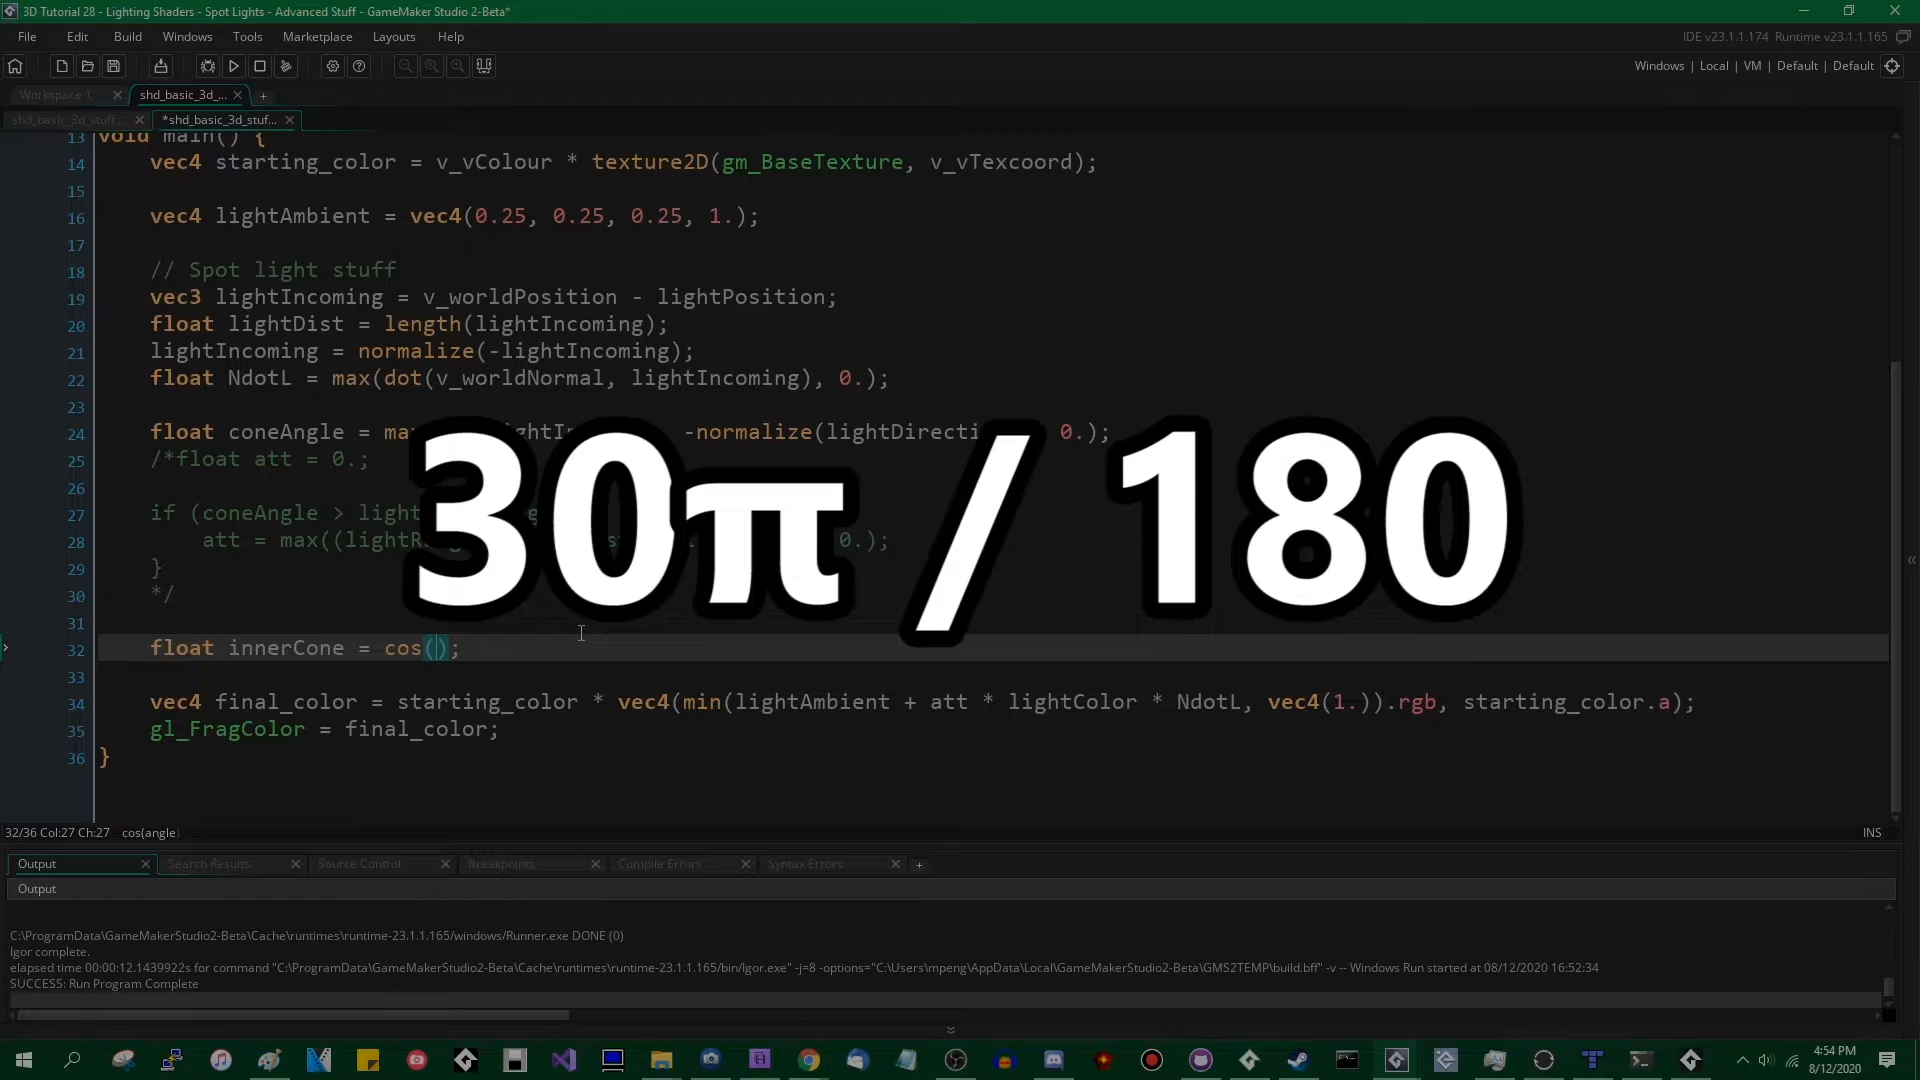 3D Tutorial 28 - Lighting Shaders - Spot Lights - Advanced Stuff - GameMaker Studio 2-Beta*
File Edit Build Windows Tools Marketplace Layouts Help
IDE v23.1.1.174 Runtime v23.1.1.165
Windows | Local | VM | Default | Default
Workspace 1 shd_basic_3d_...
shd_basic_3d_stuf... *shd_basic_3d_stuf...
13 void main() {
14 vec4 starting_color = v_vColour * texture2D(gm_BaseTexture, v_vTexcoord);
15
16 vec4 lightAmbient = vec4(0.25, 0.25, 0.25, 1.);
17
18 // Spot light stuff
19 vec3 lightIncoming = v_worldPosition - lightPosition;
20 float lightDist = length(lightIncoming);
21 lightIncoming = normalize(-lightIncoming);
22 float NdotL = max(dot(v_worldNormal, lightIncoming), 0.);
23
24 float coneAngle = -normalize( 0.);
25 /*float att = 0.;
26
27 if (coneAngle >
28 att = 0.);
29 }
30 */
31
32 float innerCone = cos();
33
34 vec4 final_color = starting_color * vec4(min(lightAmbient + att * lightColor * NdotL, vec4(1.)).rgb, starting_color.a);
35 gl_FragColor = final_color;
36 }
30π / 180
32/36 Col:27 Ch:27 cos(angle)
INS
Output Search Results Source Control Breakpoints Compile Errors Syntax Errors
Output
C:\ProgramData\GameMakerStudio2-Beta\Cache\runtimes\runtime-23.1.1.165/windows/Runner.exe DONE (0)
Igor complete.
elapsed time 00:00:12.1439922s for command "C:\ProgramData\GameMakerStudio2-Beta\Cache\runtimes\runtime-23.1.1.165/bin/Igor.exe" -j=8 -options="C:\Users\mpeng\AppData\Local\GameMakerStudio2-Beta\GMS2TEMP\build.bff" -v -- Windows Run started at 08/12/2020 16:52:34
SUCCESS: Run Program Complete
4:54 PM
8/12/2020